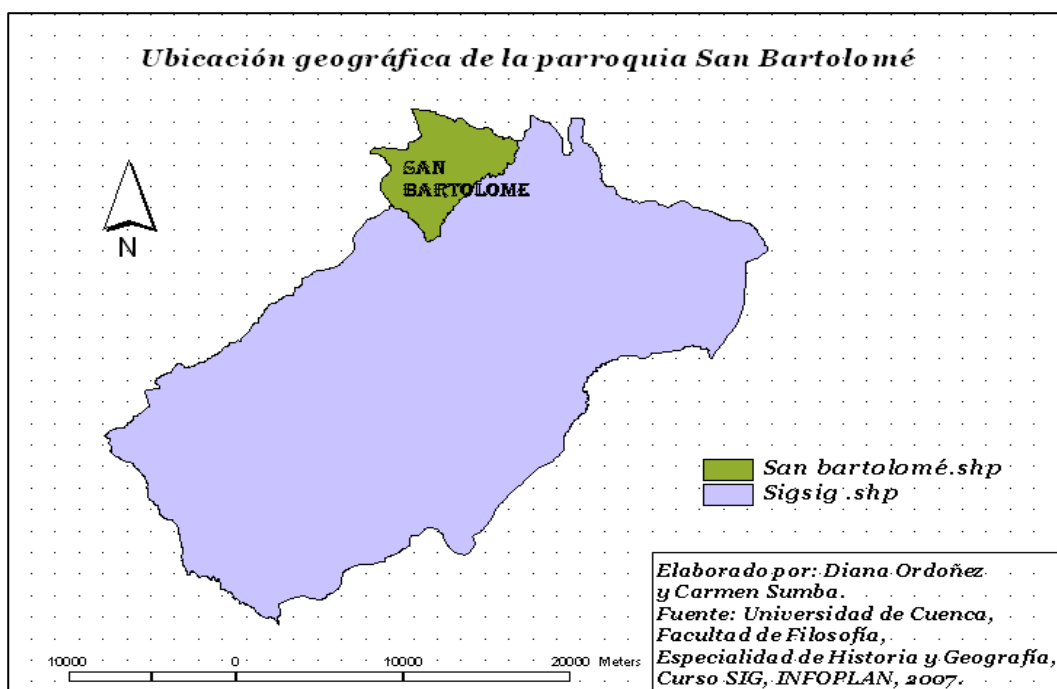 Ubicación geográfica de la parroquia San Bartolomé
SAN
BARTOLOME
N
San bartolomé.shp
Sigsig .shp
Elaborado por: Diana Ordoñez
y Carmen Sumba.
Fuente: Universidad de Cuenca,
Facultad de Filosofía,
Especialidad de Historia y Geografía,
Curso SIG, INFOPLAN, 2007.
10000 0 10000 20000 Meters